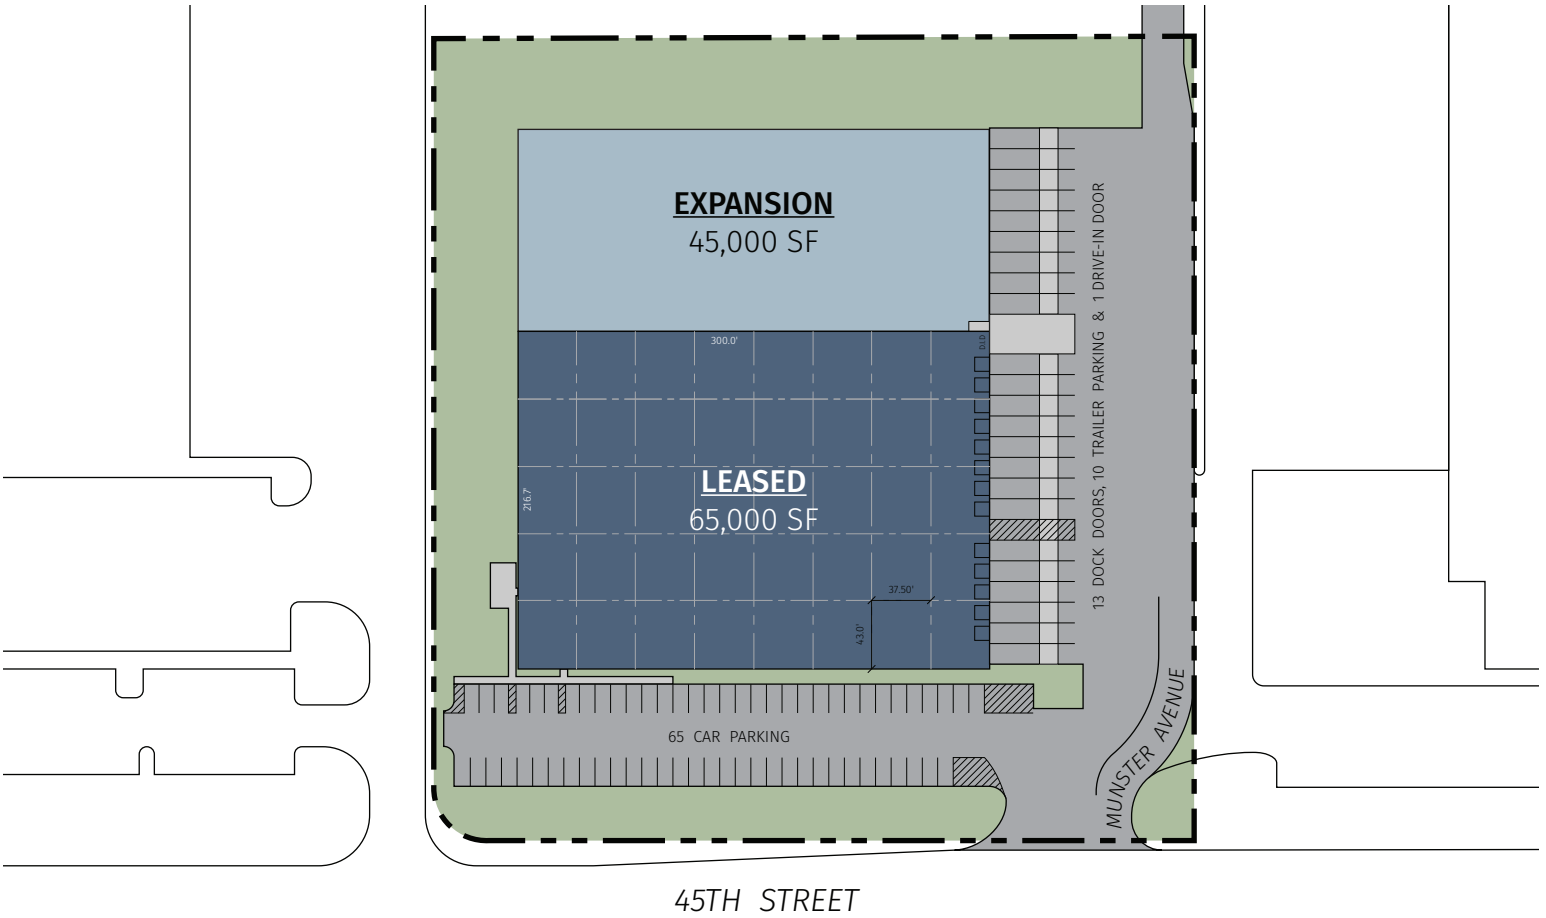 EXPANSION
45,000 SF
300.0'
D.I.D
LEASED
65,000 SF
216.7'
37.50'
43.0'
13 DOCK DOORS, 10 TRAILER PARKING & 1 DRIVE-IN DOOR
65 CAR PARKING
MUNSTER AVENUE
45TH STREET